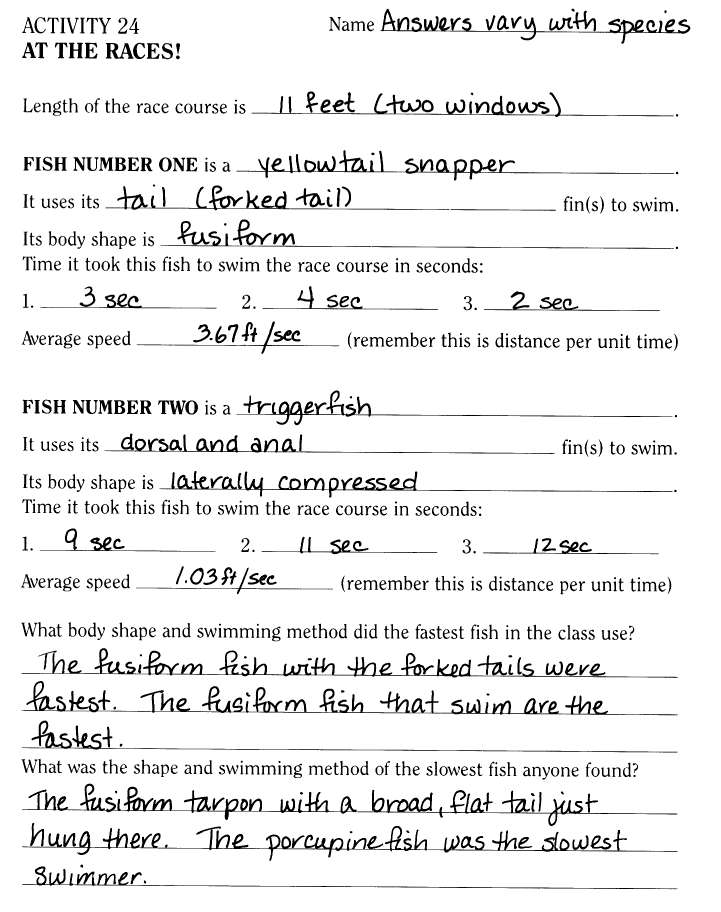 ACTIVITY 24 Name Answers vary with species
AT THE RACES!
Length of the race course is 11 feet (two windows).
FISH NUMBER ONE is a yellowtail snapper.
It uses its tail (forked tail) fin(s) to swim.
Its body shape is fusiform.
Time it took this fish to swim the race course in seconds:
1. 3 sec 2. 4 sec 3. 2 sec
Average speed 3.67 ft/sec (remember this is distance per unit time)
FISH NUMBER TWO is a triggerfish.
It uses its dorsal and anal fin(s) to swim.
Its body shape is laterally compressed.
Time it took this fish to swim the race course in seconds:
1. 9 sec 2. 11 sec 3. 12 sec
Average speed 1.03 ft/sec (remember this is distance per unit time)
What body shape and swimming method did the fastest fish in the class use?
The fusiform fish with the forked tails were
fastest. The fusiform fish that swim are the
fastest.
What was the shape and swimming method of the slowest fish anyone found?
The fusiform tarpon with a broad, flat tail just
hung there. The porcupinefish was the slowest
swimmer.